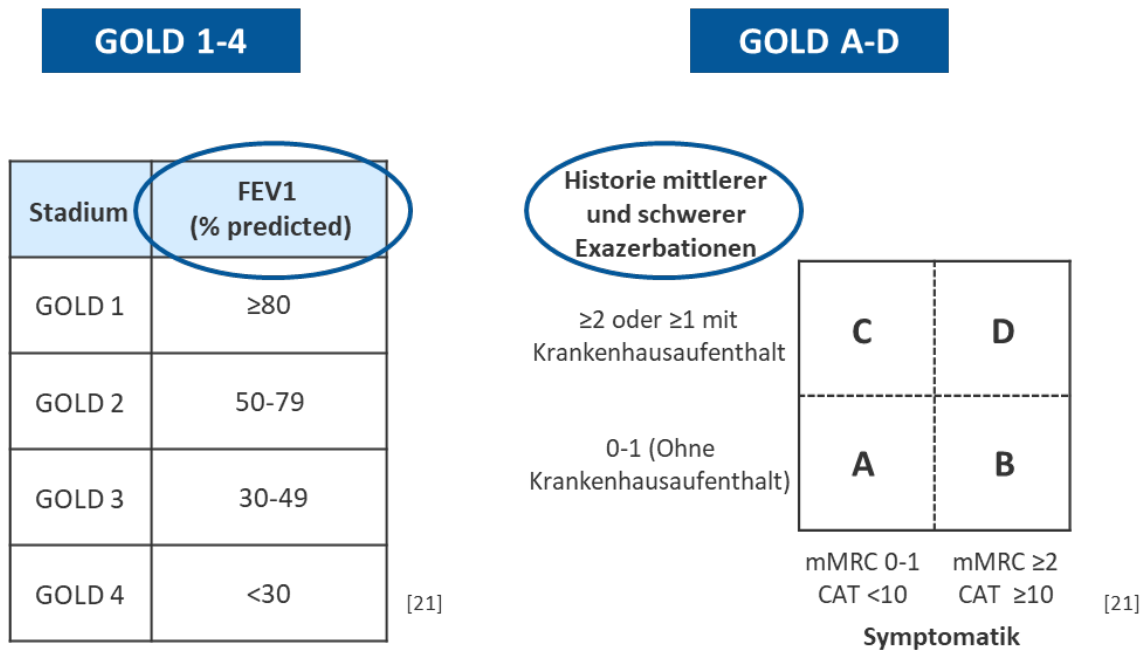 GOLD 1-4
Stadium
FEV1
(% predicted)
GOLD 1
≥80
GOLD 2
50-79
GOLD 3
30-49
GOLD 4
<30
[21]
GOLD A-D
Historie mittlerer
und schwerer
Exazerbationen
≥2 oder ≥1 mit
Krankenhausaufenthalt
C
D
0-1 (Ohne
Krankenhausaufenthalt)
A
B
mMRC 0-1
CAT <10
mMRC ≥2
CAT ≥10
Symptomatik
[21]